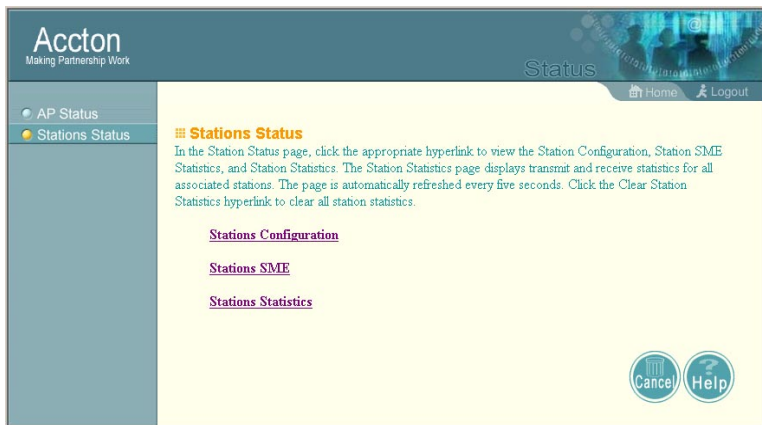 Accton
Making Partnership Work
Status
Home
Logout
AP Status
Stations Status
Stations Status
In the Station Status page, click the appropriate hyperlink to view the Station Configuration, Station SME
Statistics, and Station Statistics. The Station Statistics page displays transmit and receive statistics for all
associated stations. The page is automatically refreshed every five seconds. Click the Clear Station
Statistics hyperlink to clear all station statistics.
Stations Configuration
Stations SME
Stations Statistics
Cancel
Help